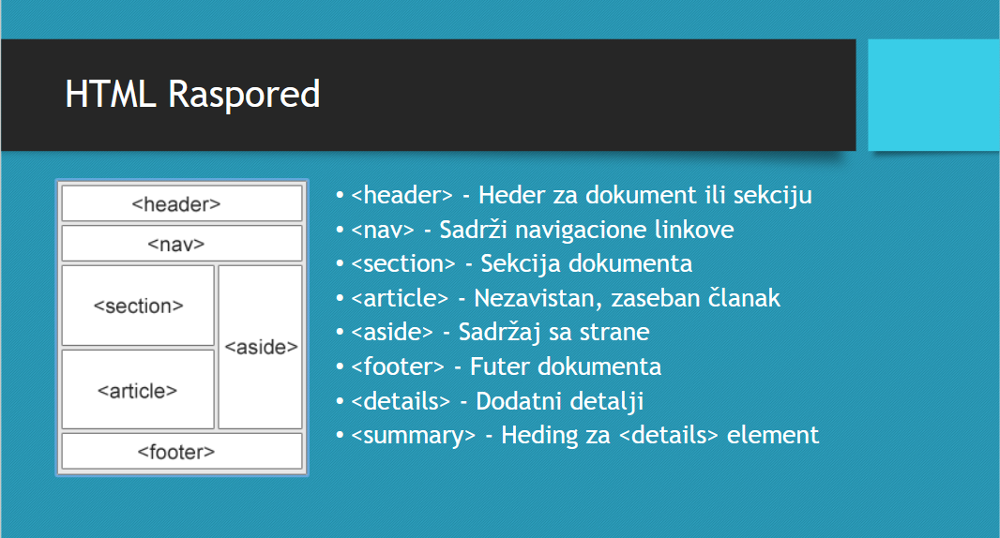 HTML Raspored
<header>
<nav>
<section>
<aside>
<article>
<footer>
• <header> - Heder za dokument ili sekciju
• <nav> - Sadrži navigacione linkove
• <section> - Sekcija dokumenta
• <article> - Nezavistan, zaseban članak
• <aside> - Sadržaj sa strane
• <footer> - Futer dokumenta
• <details> - Dodatni detalji
• <summary> - Heding za <details> element